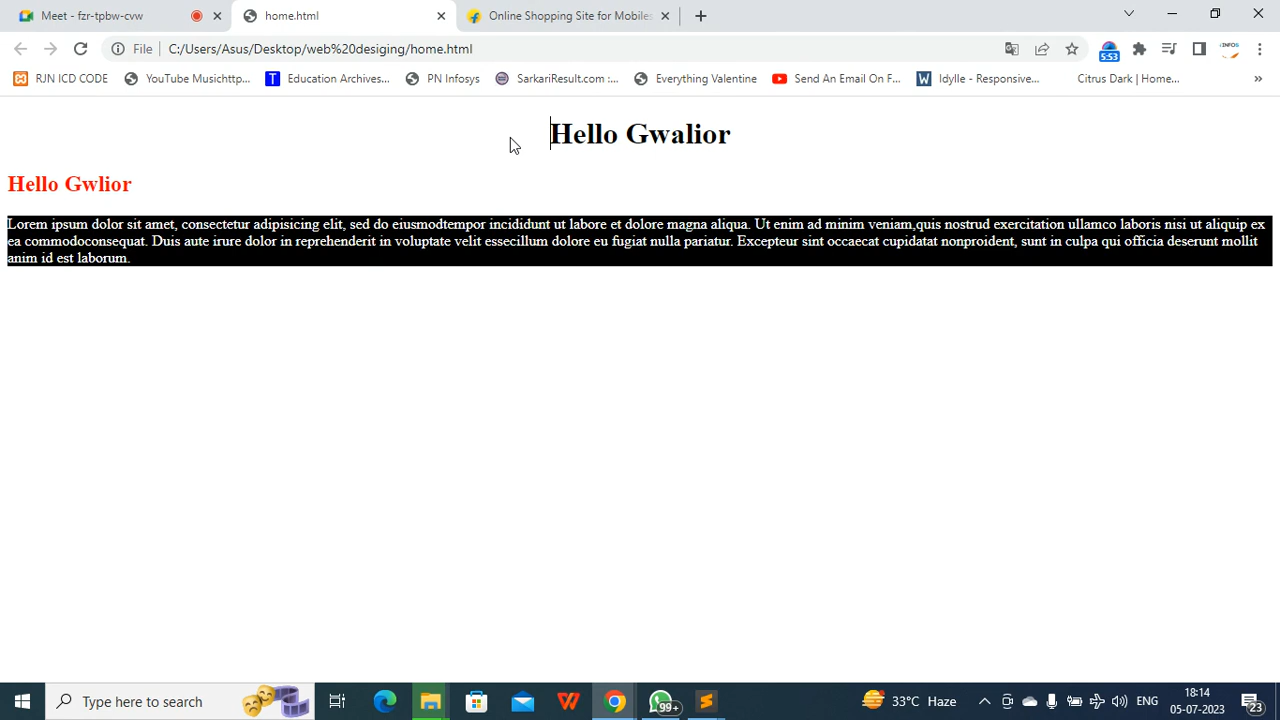 Meet - fzr-tpbw-cvw
home.html
Online Shopping Site for Mobiles
File
C:/Users/Asus/Desktop/web%20desiging/home.html
5:53
RJN ICD CODE
YouTube Musichttp...
Education Archives...
PN Infosys
SarkariResult.com :...
Everything Valentine
Send An Email On F...
Idylle - Responsive...
Citrus Dark | Home...
Hello Gwalior
Hello Gwlior
Lorem ipsum dolor sit amet, consectetur adipisicing elit, sed do eiusmodtempor incididunt ut labore et dolore magna aliqua. Ut enim ad minim veniam,quis nostrud exercitation ullamco laboris nisi ut aliquip ex
ea commodoconsequat. Duis aute irure dolor in reprehenderit in voluptate velit essecillum dolore eu fugiat nulla pariatur. Excepteur sint occaecat cupidatat nonproident, sunt in culpa qui officia deserunt mollit
anim id est laborum.
Type here to search
99+
33°C Haze
ENG
18:14
05-07-2023
23